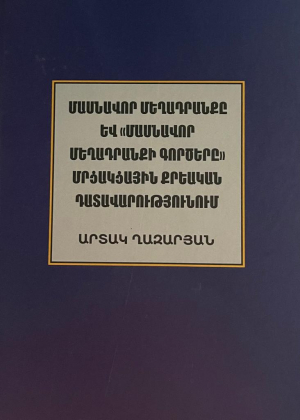 ՄԱՍՆԱՎՈՐ ՄԵՂԱԴՐԱՆՔԸ
ԵՎ «ՄԱՍՆԱՎՈՐ
ՄԵՂԱԴՐԱՆՔԻ ԳՈՐԾԵՐԸ»
ՄՐՑԱԿՑԱՅԻՆ ՔՐԵԱԿԱՆ
ԴԱՏԱՎԱՐՈՒԹՅՈՒՆՈՒՄ
ԱՐՏԱԿ ՂԱԶԱՐՅԱՆ